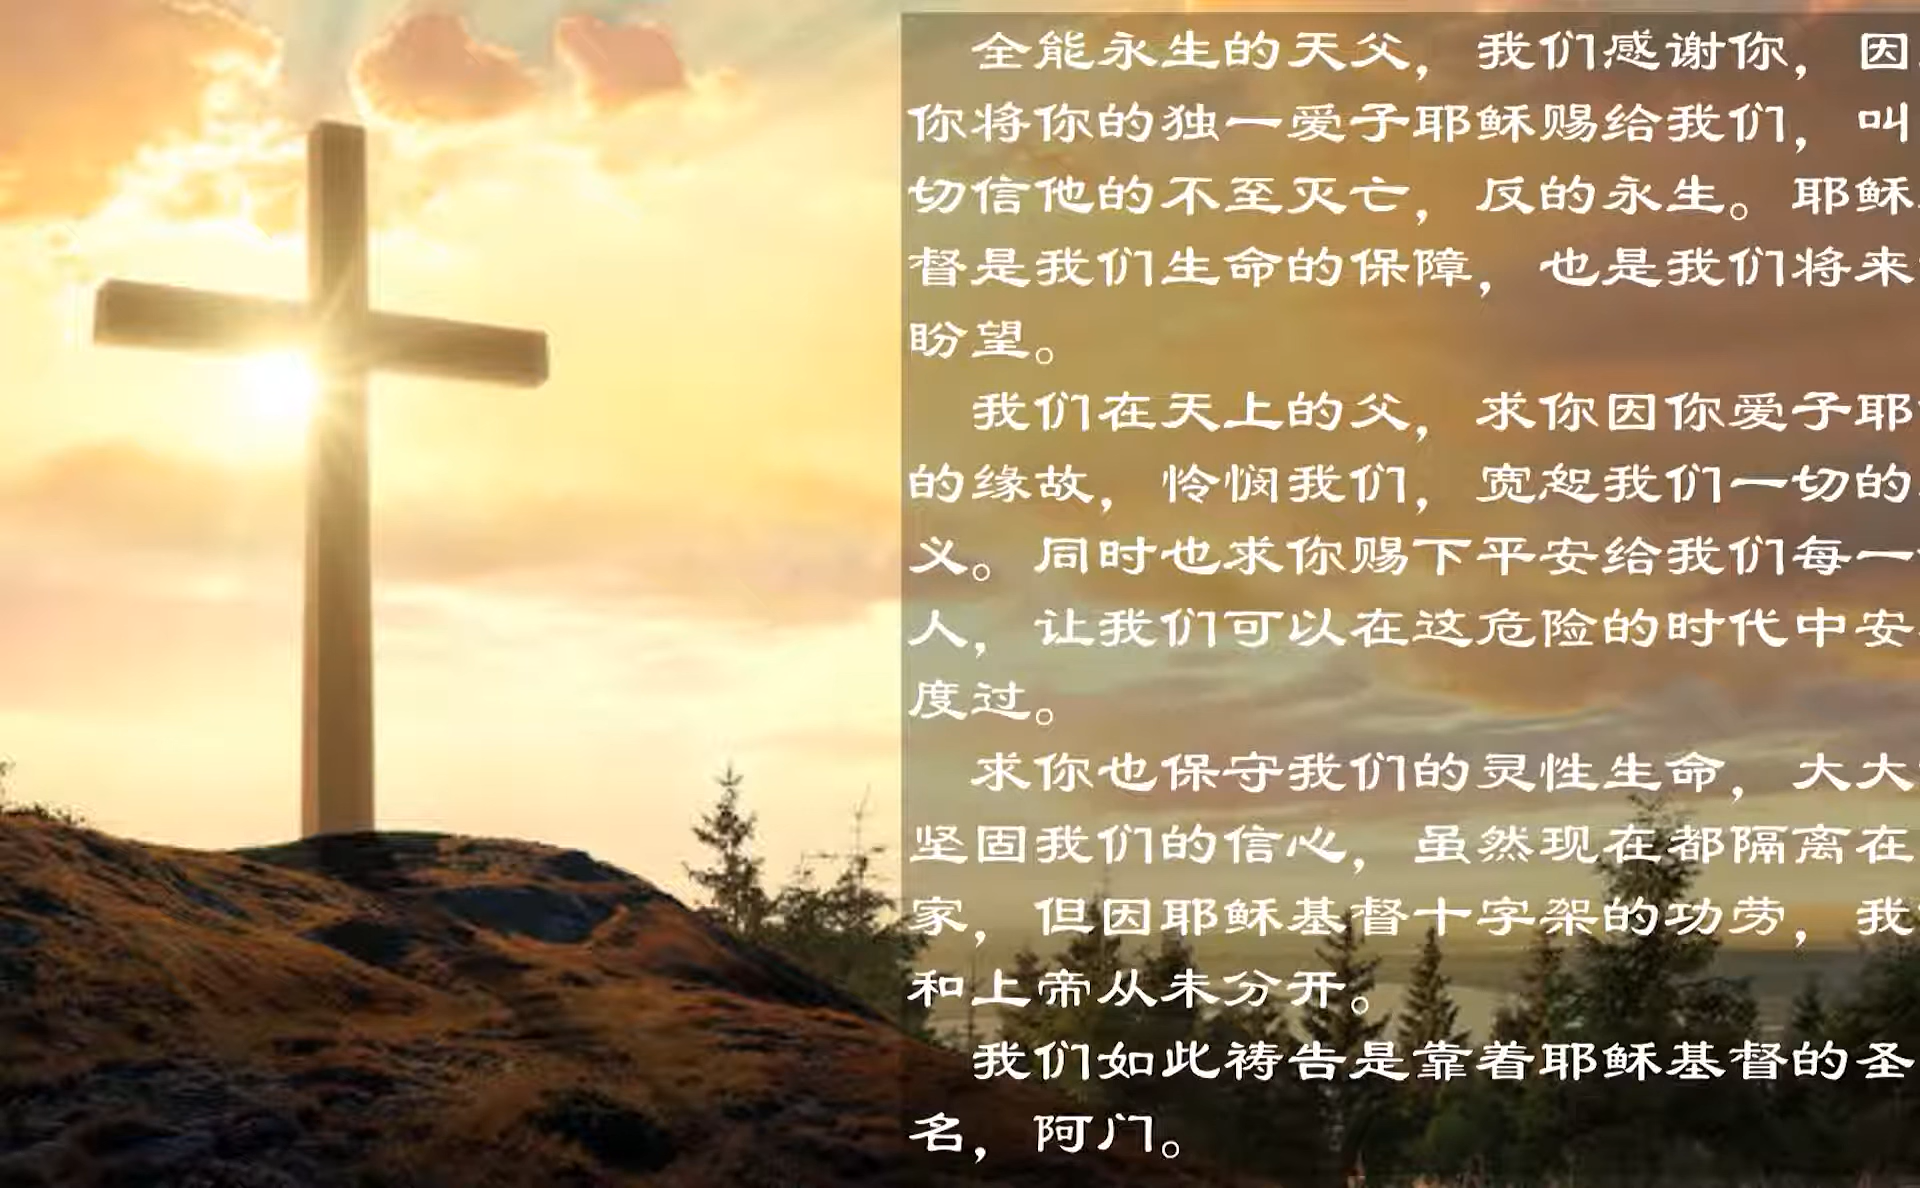 全能永生的天父，我们感谢你，因
你将你的独一爱子耶稣赐给我们，叫
切信他的不至灭亡，反的永生。耶稣
督是我们生命的保障，也是我们将来
盼望。
我们在天上的父，求你因你爱子耶
的缘故，怜悯我们，宽恕我们一切的
义。同时也求你赐下平安给我们每一
人，让我们可以在这危险的时代中安
度过。
求你也保守我们的灵性生命，大大
坚固我们的信心，虽然现在都隔离在
家，但因耶稣基督十字架的功劳，我
和上帝从未分开。
我们如此祷告是靠着耶稣基督的圣
名，阿门。